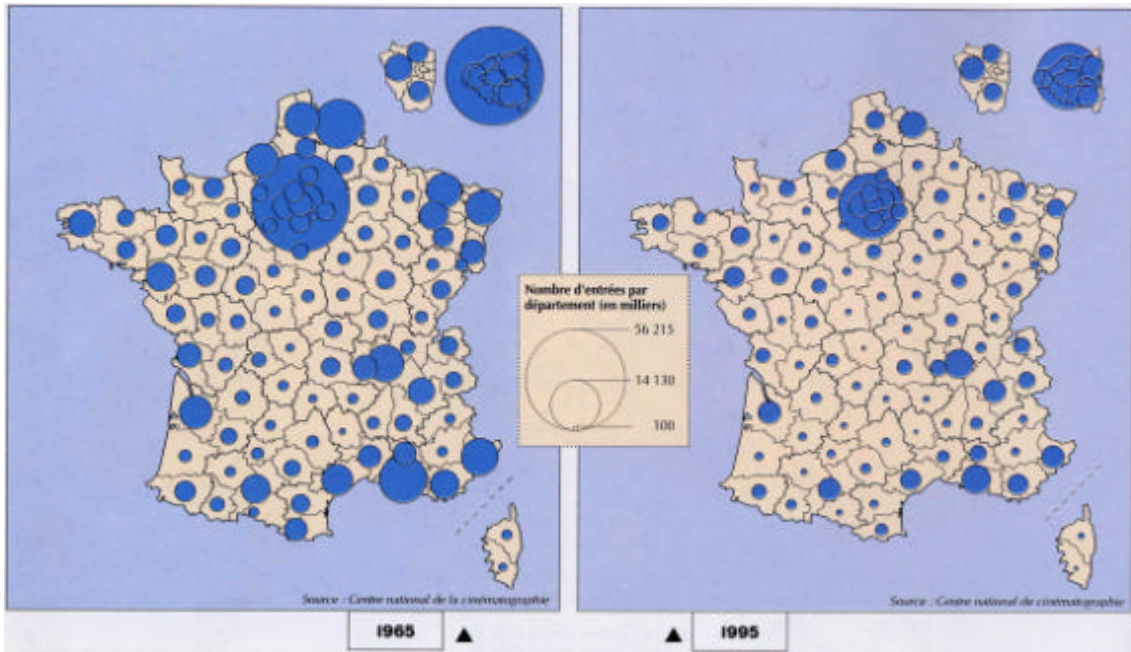 Nombre d'entrées par
département (en milliers)
56 215
14 130
100
Source : Centre national de la cinématographie
Source : Centre national de cinématographie
1965
1995